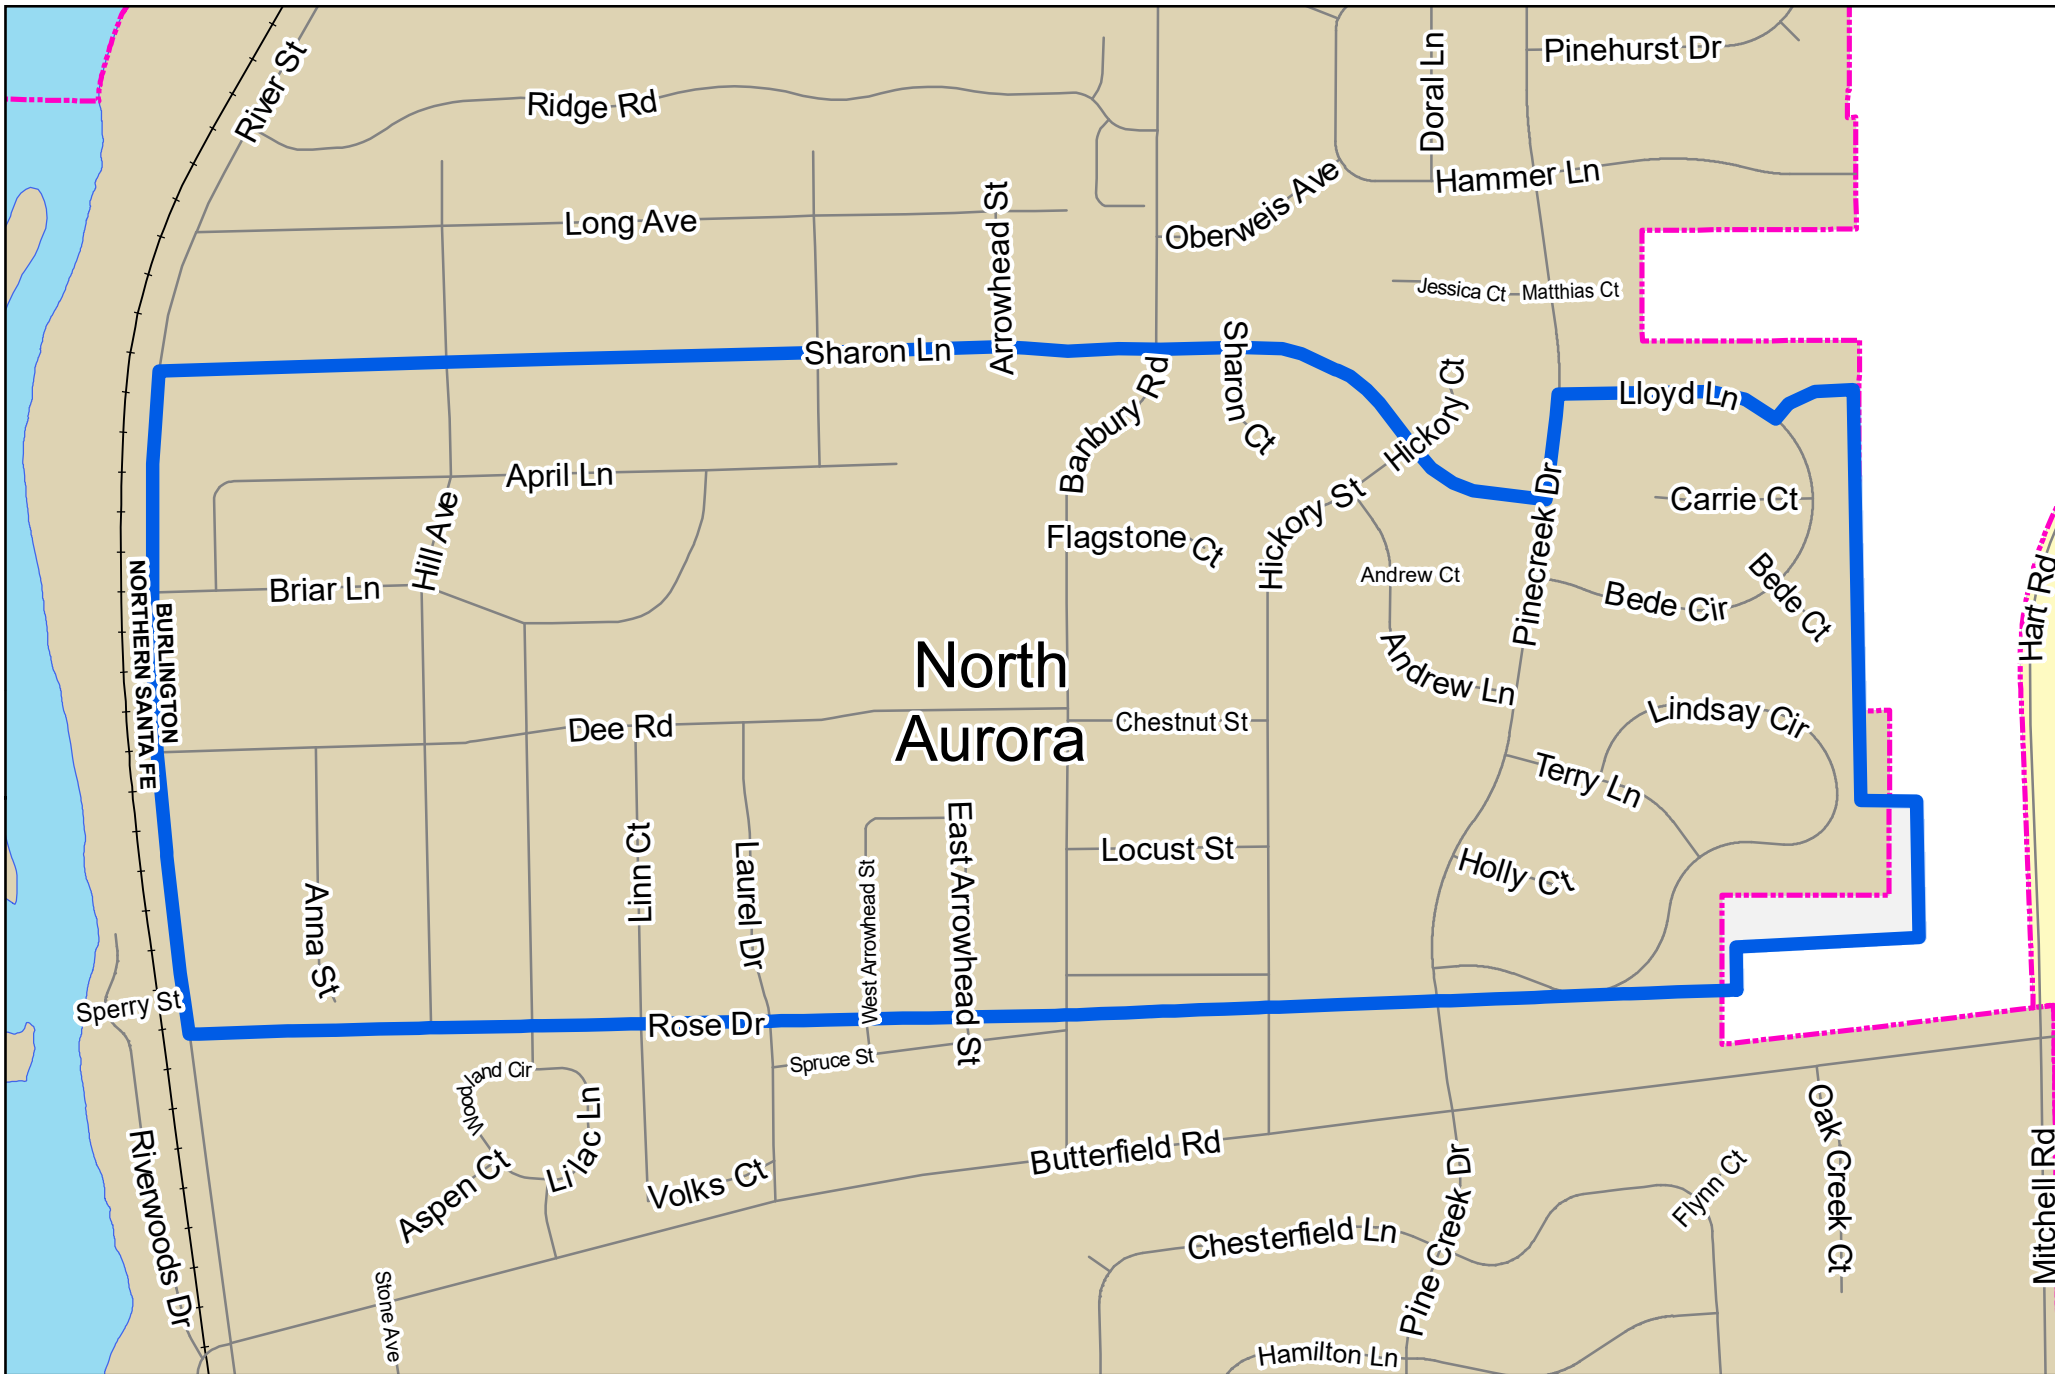 River St
Ridge Rd
Doral Ln
Pinehurst Dr
Long Ave
Arrowhead St
Oberweis Ave
Hammer Ln
Jessica Ct
Matthias Ct
Sharon Ln
Banbury Rd
Sharon Ct
Hickory Ct
Lloyd Ln
April Ln
Hill Ave
Hickory St
Pinecreek Dr
Carrie Ct
Flagstone Ct
Briar Ln
Andrew Ct
Bede Cir
Bede Ct
Hart Rd
BURLINGTON
NORTHERN SANTA FE
North
Aurora
Andrew Ln
Dee Rd
Chestnut St
Lindsay Cir
Terry Ln
Linn Ct
Laurel Dr
West Arrowhead St
East Arrowhead St
Locust St
Holly Ct
Anna St
Sperry St
Rose Dr
Spruce St
Woodland Cir
Lilac Ln
Aspen Ct
Volks Ct
Butterfield Rd
Oak Creek Ct
Flynn Ct
Mitchell Rd
Riverwoods Dr
Stone Ave
Chesterfield Ln
Pine Creek Dr
Hamilton Ln